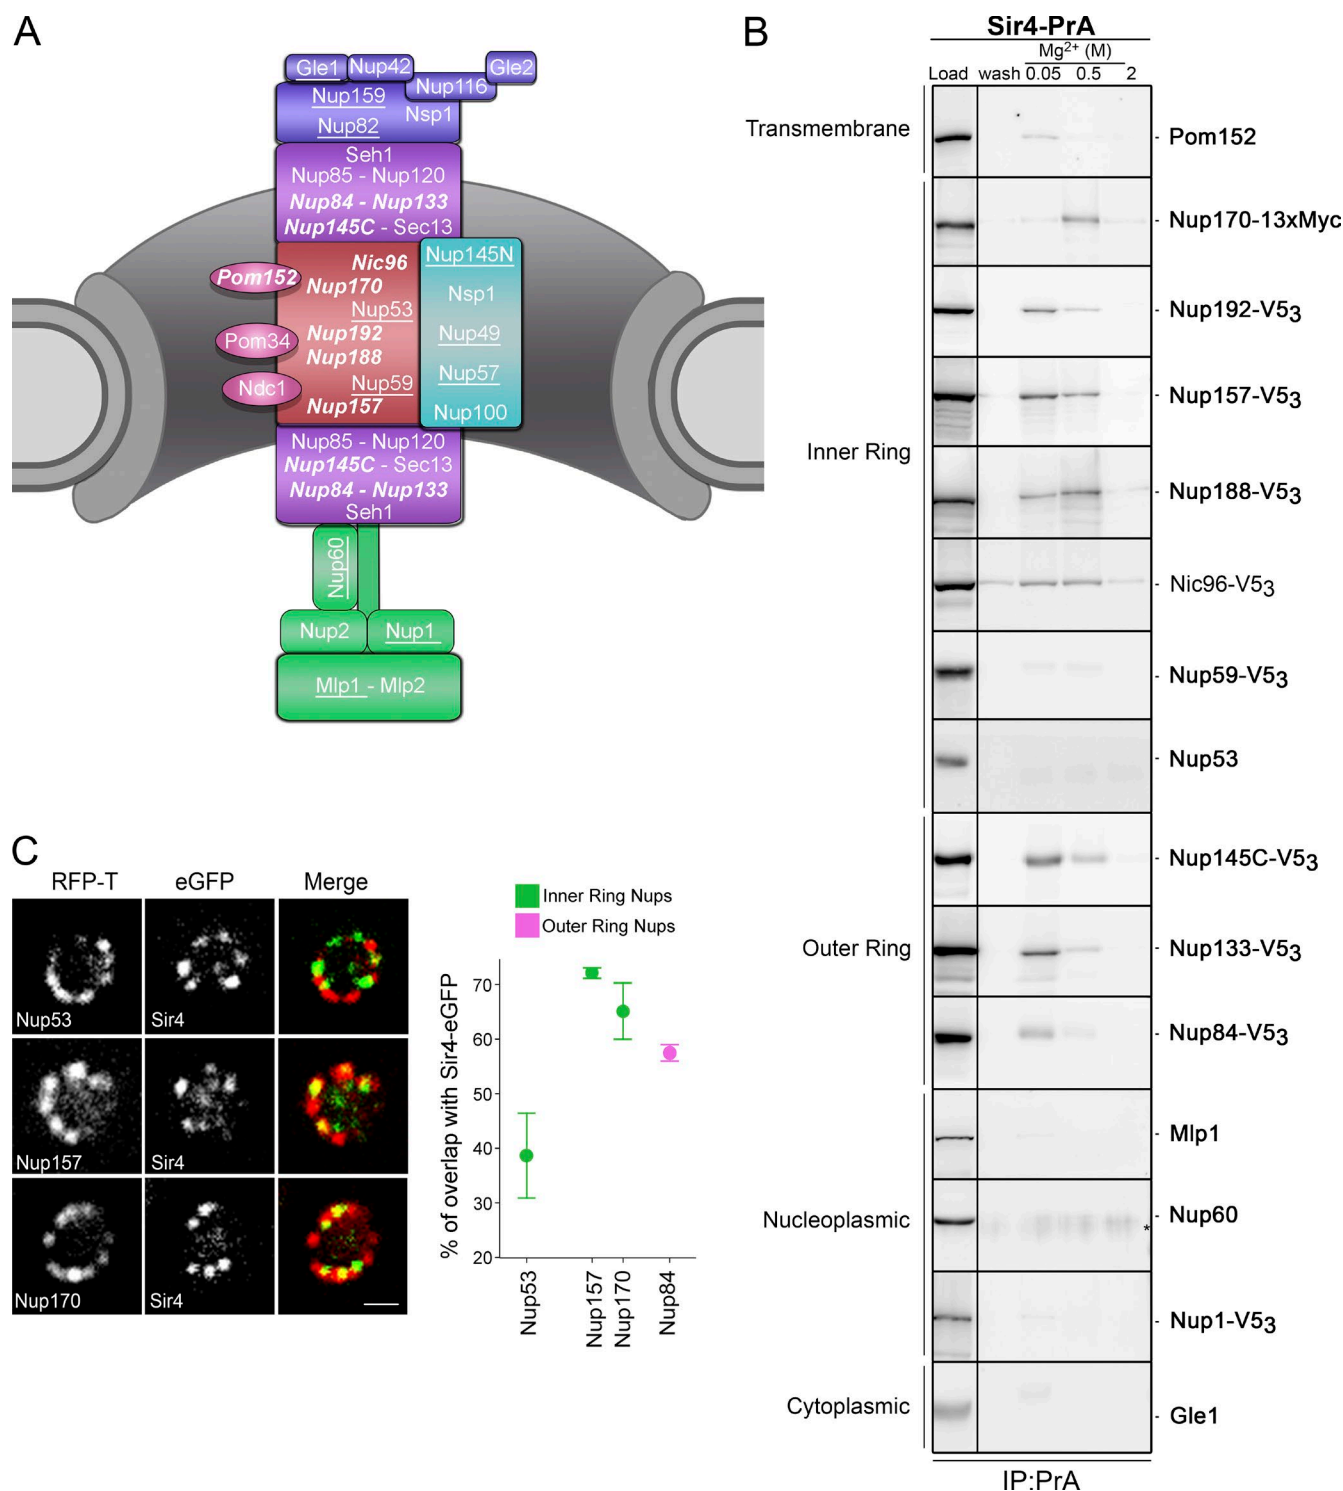 A
Gle1
Nup42
Gle2
Nup116
Nup159
Nsp1
Nup82
Seh1
Nup85 - Nup120
Nup84 - Nup133
Nup145C - Sec13
Pom152
Pom34
Ndc1
Nic96
Nup170
Nup53
Nup192
Nup188
Nup59
Nup157
Nup145N
Nsp1
Nup49
Nup57
Nup100
Nup85 - Nup120
Nup145C - Sec13
Nup84 - Nup133
Seh1
Nup60
Nup2
Nup1
Mlp1 - Mlp2
B
Sir4-PrA
Mg2+ (M)
Load wash 0.05 0.5 2
Transmembrane
- Pom152
Inner Ring
- Nup170-13xMyc
- Nup192-V53
- Nup157-V53
- Nup188-V53
- Nic96-V53
- Nup59-V53
- Nup53
Outer Ring
- Nup145C-V53
- Nup133-V53
- Nup84-V53
Nucleoplasmic
- Mlp1
- Nup60
*
- Nup1-V53
Cytoplasmic
- Gle1
IP:PrA
C
RFP-T eGFP Merge
Nup53 Sir4
Nup157 Sir4
Nup170 Sir4
Inner Ring Nups
Outer Ring Nups
% of overlap with Sir4-eGFP
70
60
50
40
30
20
Nup53
Nup157
Nup170
Nup84